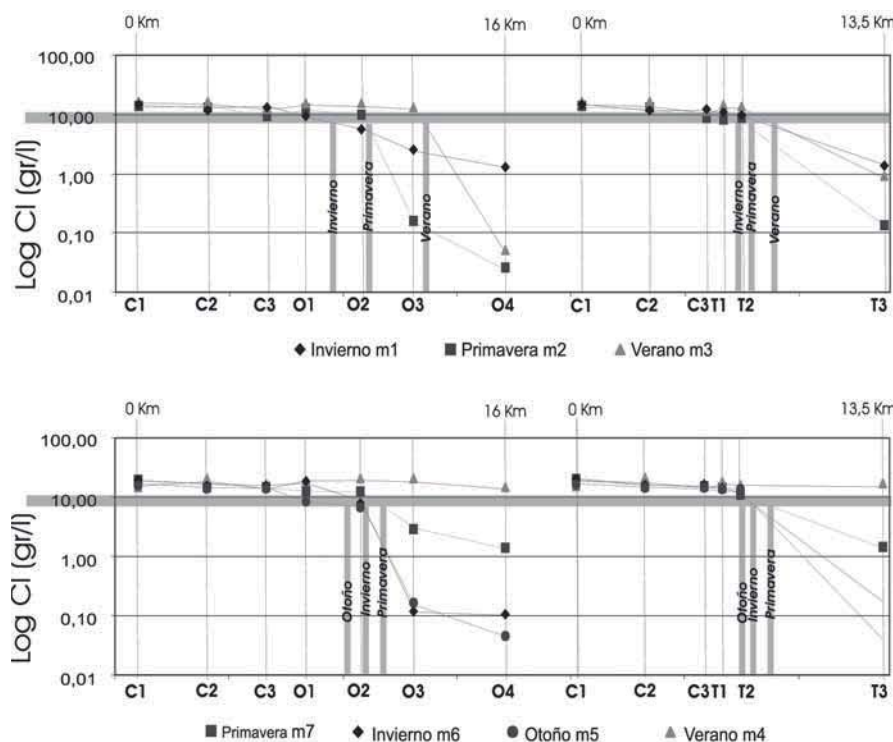 0 Km 16 Km 0 Km 13,5 Km
100,00
10,00
1,00
0,10
0,01
Log Cl (gr/l)
Invierno Primavera Verano Invierno Primavera Verano
C1 C2 C3 O1 O2 O3 O4 C1 C2 C3 T1 T2 T3
Invierno m1 Primavera m2 Verano m3
0 Km 16 Km 0 Km 13,5 Km
100,00
10,00
1,00
0,10
0,01
Log Cl (gr/l)
Otoño Invierno Primavera Otoño Invierno Primavera
C1 C2 C3 O1 O2 O3 O4 C1 C2 C3 T1 T2 T3
Primavera m7 Invierno m6 Otoño m5 Verano m4